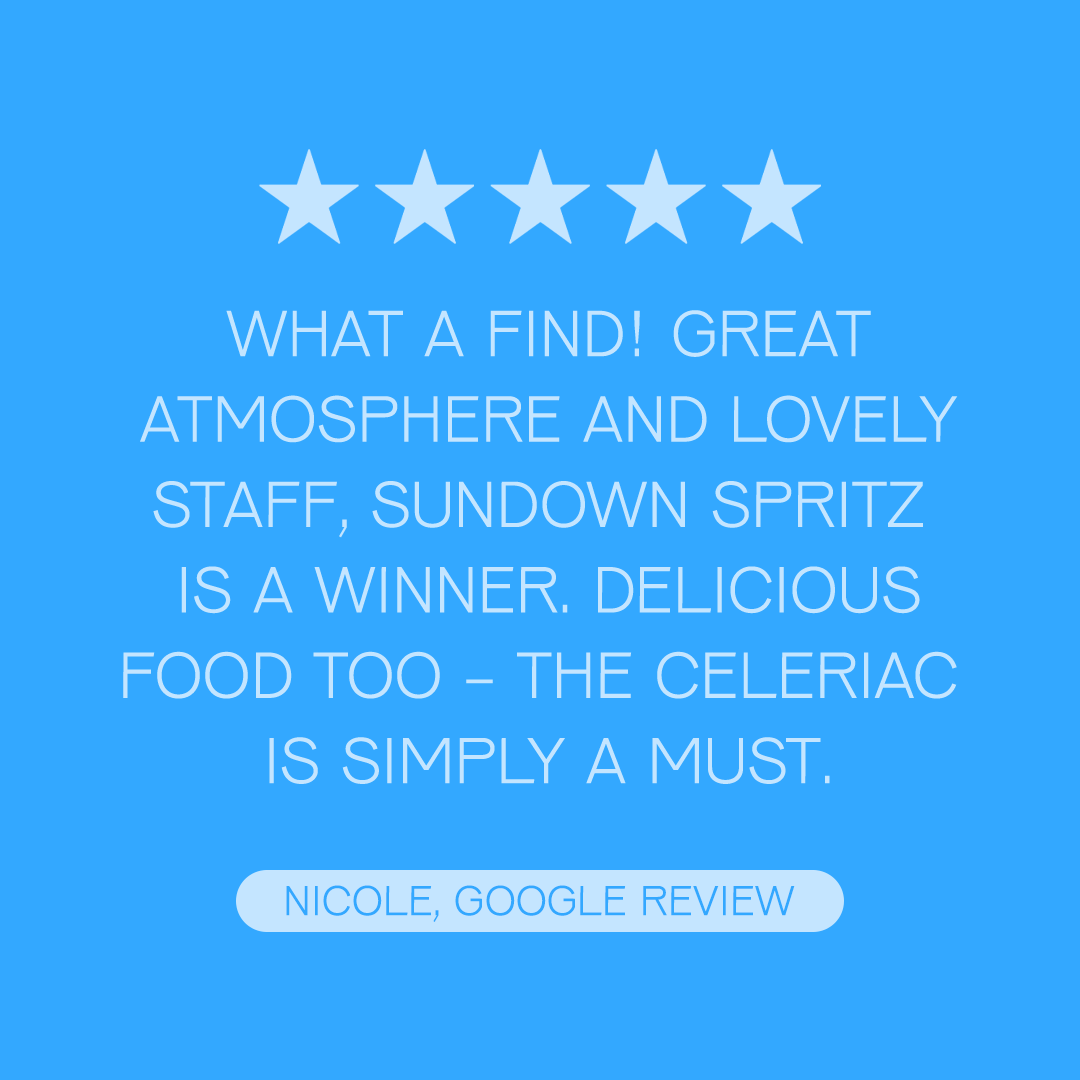 WHAT A FIND! GREAT
ATMOSPHERE AND LOVELY
STAFF, SUNDOWN SPRITZ
IS A WINNER. DELICIOUS
FOOD TOO – THE CELERIAC
IS SIMPLY A MUST.
NICOLE, GOOGLE REVIEW